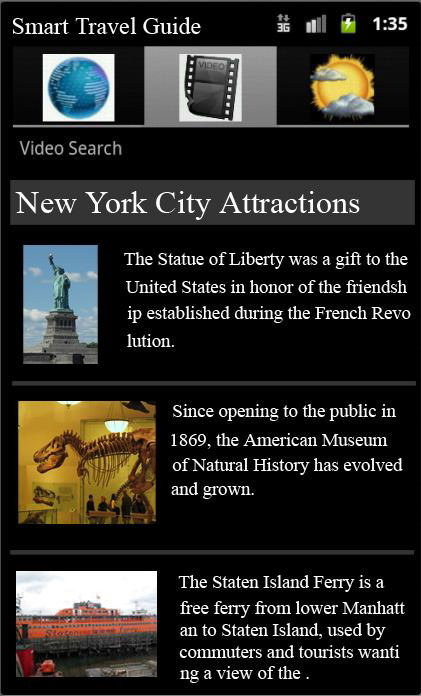 Smart Travel Guide
3G
1:35
VIDEO
Video Search
New York City Attractions
The Statue of Liberty was a gift to the
United States in honor of the friendsh
ip established during the French Revo
lution.
Since opening to the public in
1869, the American Museum
of Natural History has evolved
and grown.
The Staten Island Ferry is a
free ferry from lower Manhatt
an to Staten Island, used by
commuters and tourists wanti
ng a view of the .